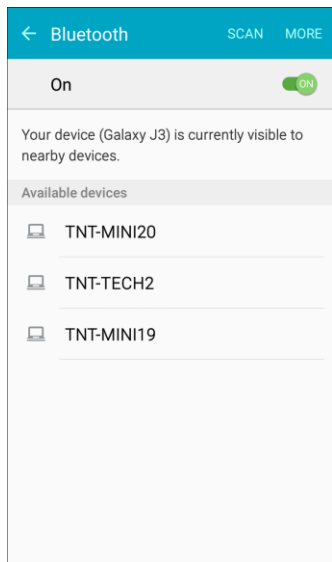 Bluetooth SCAN MORE
On ON
Your device (Galaxy J3) is currently visible to
nearby devices.
Available devices
TNT-MINI20
TNT-TECH2
TNT-MINI19